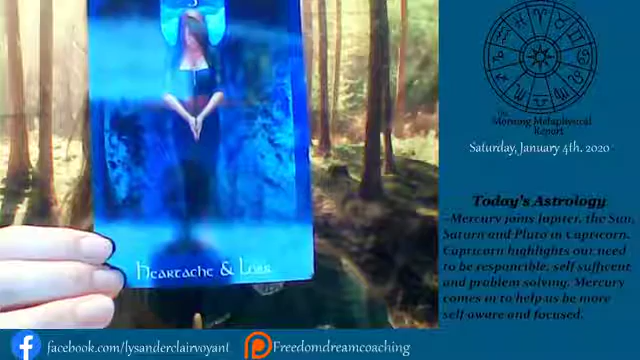 Heartache & Loss
The
Morning Metaphysical
Report
Saturday, January 4th, 2020
Today's Astrology
~Mercury joins Jupiter, the Sun,
Saturn and Pluto in Capricorn.
Capricorn highlights our need
to be responsible, self sufficent
and problem solving. Mercury
comes in to help us be more
self aware and focused.
facebook.com/lysanderclairvoyant
Freedomdreamcoaching